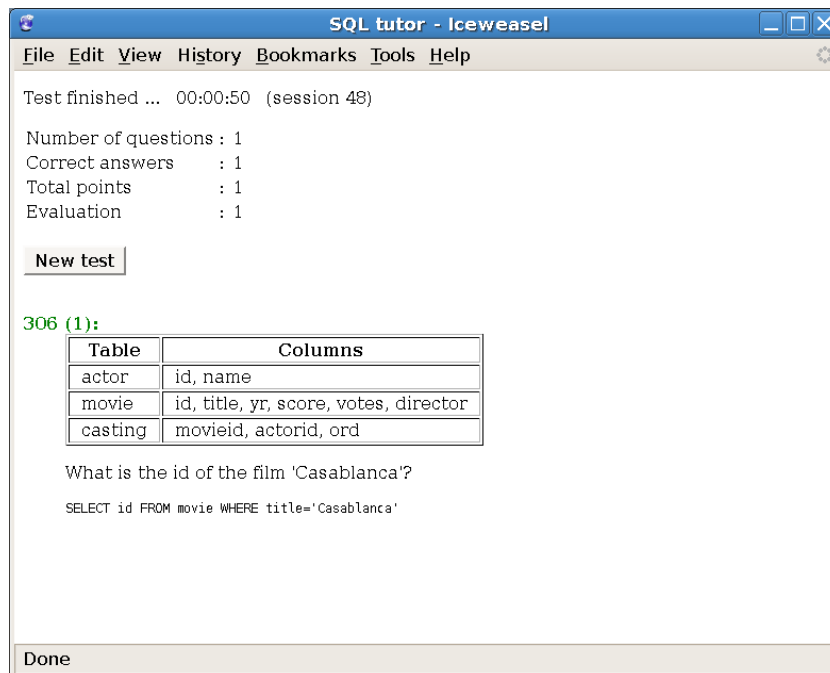 SQL tutor - Iceweasel
File Edit View History Bookmarks Tools Help
Test finished ... 00:00:50 (session 48)
Number of questions : 1
Correct answers : 1
Total points : 1
Evaluation : 1
New test
306 (1):
Table Columns
actor id, name
movie id, title, yr, score, votes, director
casting movieid, actorid, ord
What is the id of the film 'Casablanca'?
SELECT id FROM movie WHERE title='Casablanca'
Done